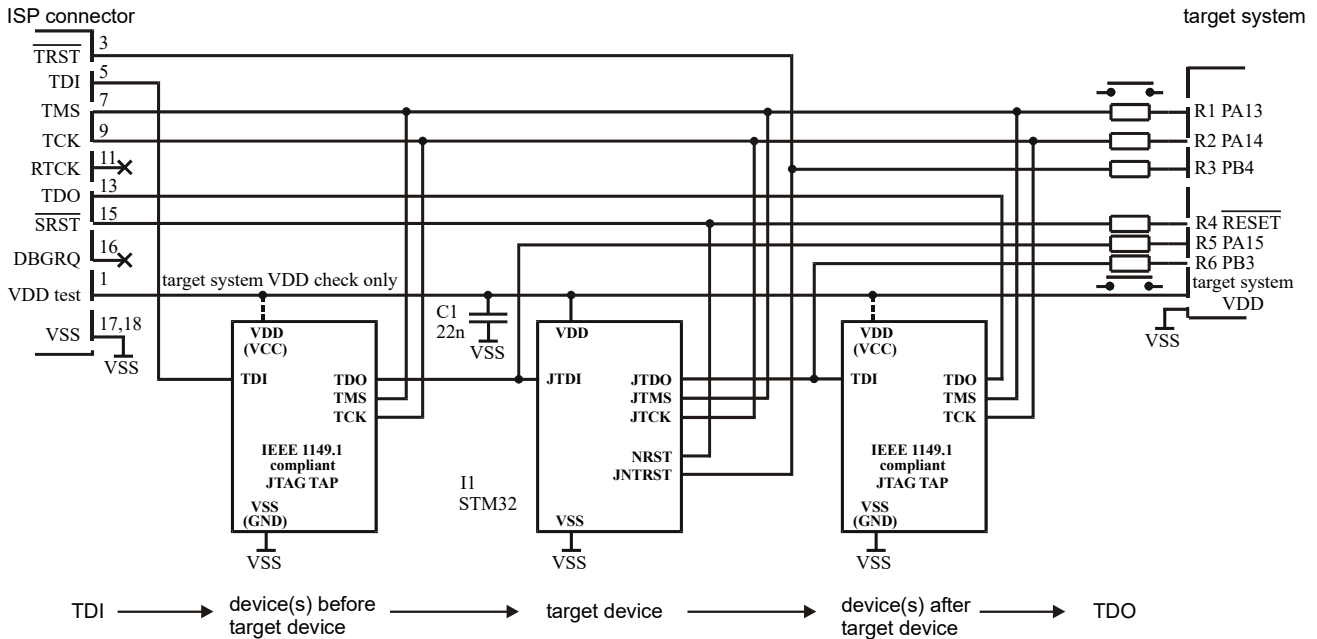 ISP connector
target system
TRST
3
TDI
5
TMS
7
TCK
9
RTCK
11
TDO
13
SRST
15
DBGRQ
16
VDD test
1
VSS
17,18
VSS
R1 PA13
R2 PA14
R3 PB4
R4 RESET
R5 PA15
R6 PB3
target system
VDD
VSS
target system VDD check only
C1
22n
VSS
VDD
(VCC)
TDI
TDO
TMS
TCK
IEEE 1149.1
compliant
JTAG TAP
VSS
(GND)
VSS
I1
STM32
VDD
JTDI
JTDO
JTMS
JTCK
NRST
JNTRST
VSS
VSS
VDD
(VCC)
TDI
TDO
TMS
TCK
IEEE 1149.1
compliant
JTAG TAP
VSS
(GND)
VSS
TDI
device(s) before
target device
target device
device(s) after
target device
TDO